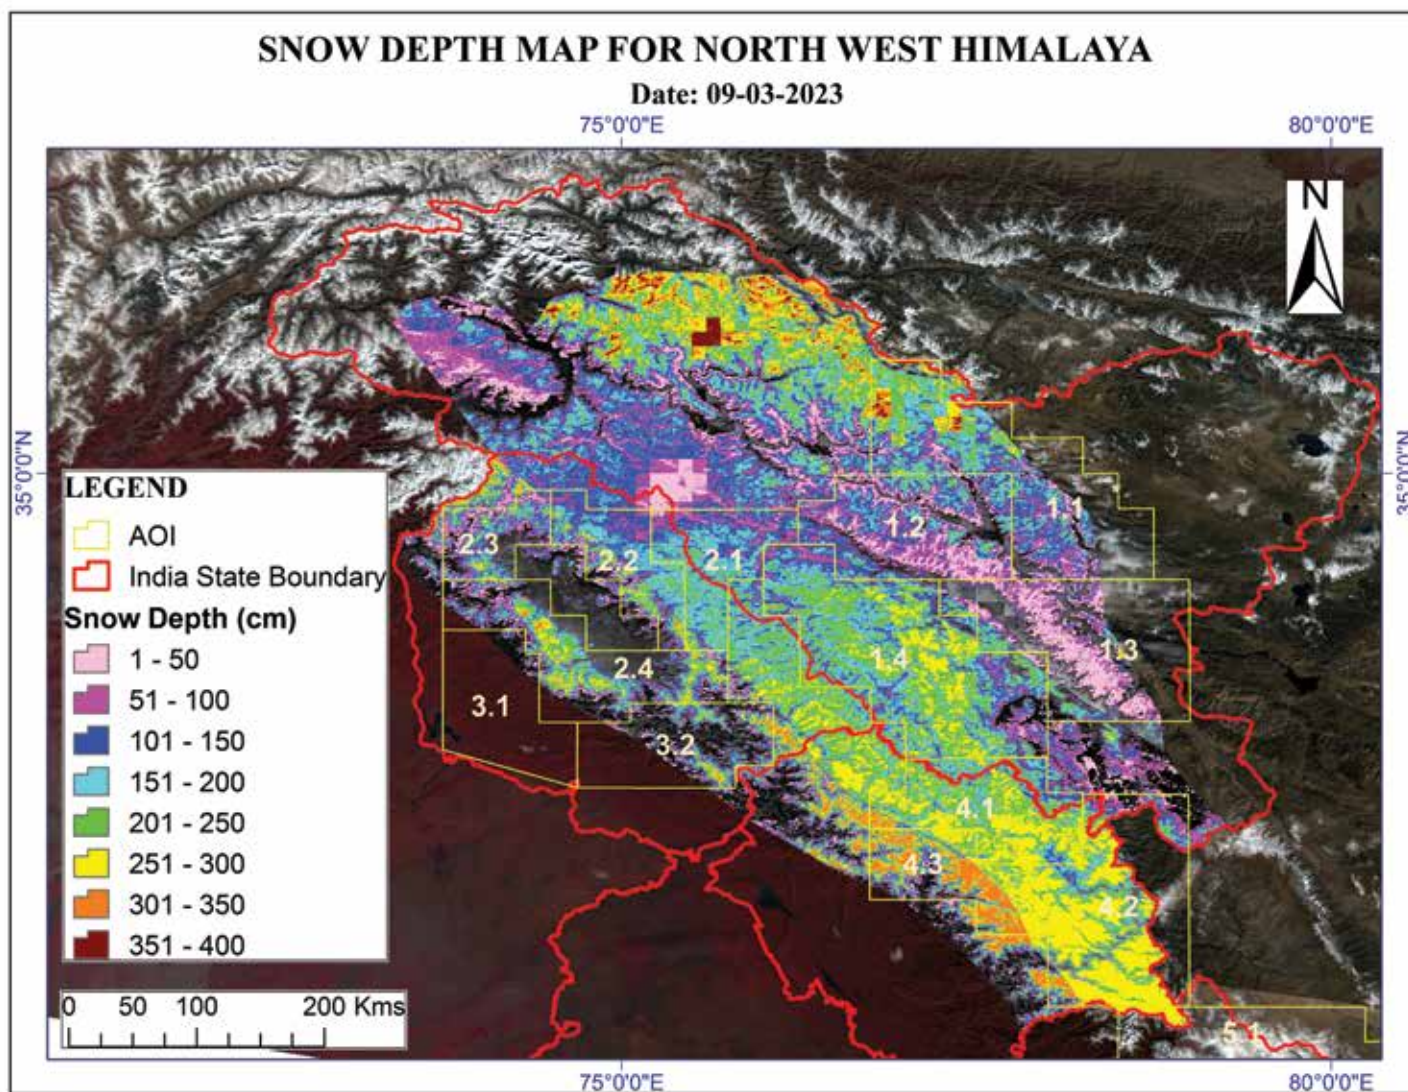 SNOW DEPTH MAP FOR NORTH WEST HIMALAYA
Date: 09-03-2023
75°0'0"E
80°0'0"E
N
35°0'0"N
35°0'0"N
1.1
1.2
2.3
2.2
2.1
1.3
1.4
2.4
3.1
3.2
4.1
4.3
4.2
5.1
LEGEND
AOI
India State Boundary
Snow Depth (cm)
1 - 50
51 - 100
101 - 150
151 - 200
201 - 250
251 - 300
301 - 350
351 - 400
0 50 100 200 Kms
75°0'0"E
80°0'0"E